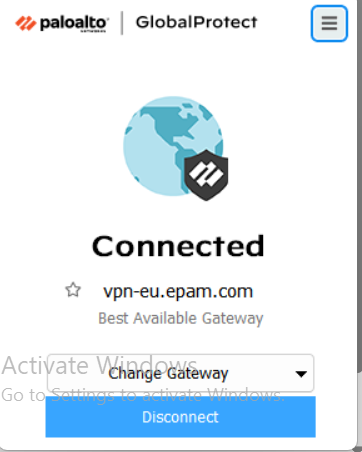 paloalto | GlobalProtect
NETWORKS
Connected
vpn-eu.epam.com
Best Available Gateway
Activate Windows
Change Gateway
Go to Settings to activate Windows.
Disconnect